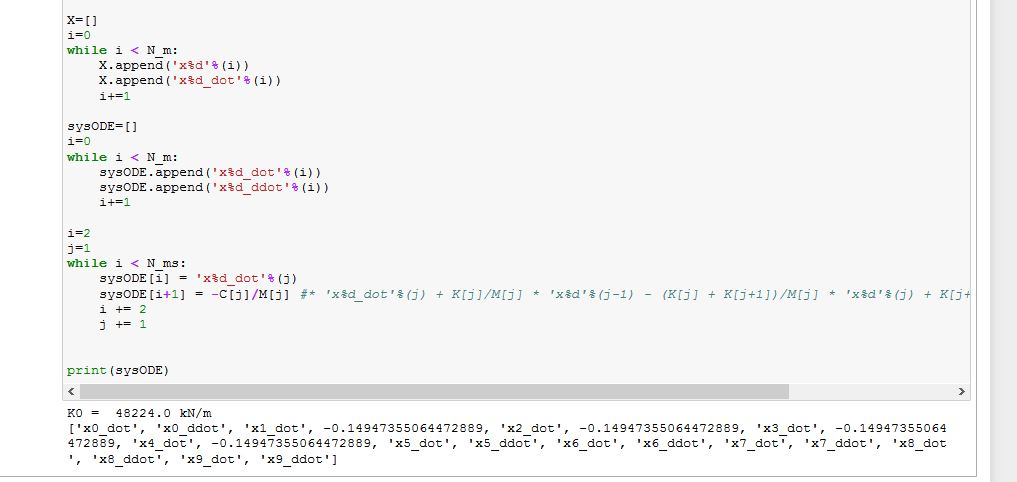 X=[]
i=0
while i < N_m:
    X.append('x%d'%(i))
    X.append('x%d_dot'%(i))
    i+=1
sysODE=[]
i=0
while i < N_m:
    sysODE.append('x%d_dot'%(i))
    sysODE.append('x%d_ddot'%(i))
    i+=1
i=2
j=1
while i < N_ms:
    sysODE[i] = 'x%d_dot'%(j)
    sysODE[i+1] = -C[j]/M[j] #* 'x%d_dot'%(j) + K[j]/M[j] * 'x%d'%(j-1) - (K[j] + K[j+1])/M[j] * 'x%d'%(j) + K[j+
    i += 2
    j += 1
print(sysODE)
K0 =  48224.0 kN/m
['x0_dot', 'x0_ddot', 'x1_dot', -0.14947355064472889, 'x2_dot', -0.14947355064472889, 'x3_dot', -0.14947355064
472889, 'x4_dot', -0.14947355064472889, 'x5_dot', 'x5_ddot', 'x6_dot', 'x6_ddot', 'x7_dot', 'x7_ddot', 'x8_dot
', 'x8_ddot', 'x9_dot', 'x9_ddot']